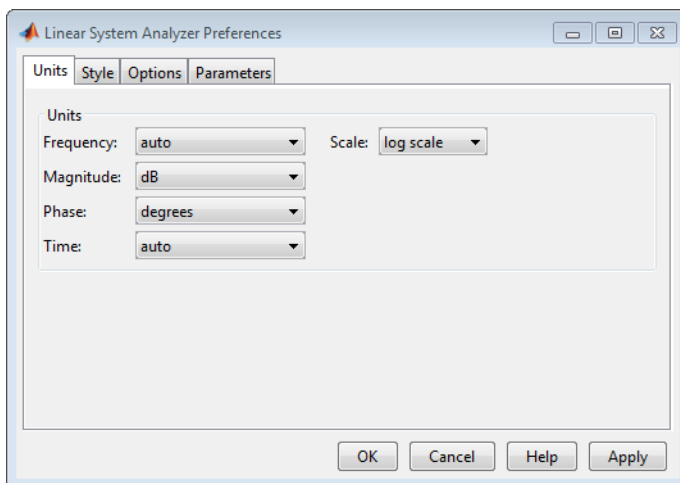 Linear System Analyzer Preferences
Units Style Options Parameters
Units
Frequency: auto Scale: log scale
Magnitude: dB
Phase: degrees
Time: auto
OK Cancel Help Apply